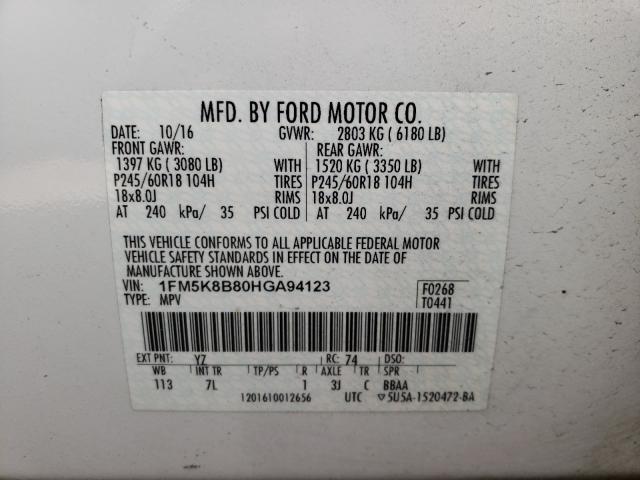 MFD. BY FORD MOTOR CO.
DATE: 10/16 GVWR: 2803 KG ( 6180 LB)
FRONT GAWR: REAR GAWR:
1397 KG ( 3080 LB) WITH 1520 KG ( 3350 LB) WITH
P245/60R18 104H TIRES P245/60R18 104H TIRES
18x8.0J RIMS 18x8.0J RIMS
AT 240 kPa/ 35 PSI COLD AT 240 kPa/ 35 PSI COLD
THIS VEHICLE CONFORMS TO ALL APPLICABLE FEDERAL MOTOR
VEHICLE SAFETY STANDARDS IN EFFECT ON THE DATE OF
MANUFACTURE SHOWN ABOVE.
VIN: 1FM5K8B80HGA94123 F0268
TYPE: MPV T0441
EXT PNT: YZ RC: 74 DSO:
WB INT TR TP/PS R AXLE TR SPR
113 7L 1 3J C BBAA
1201610012656 UTC ▽5U5A-1520472-BA